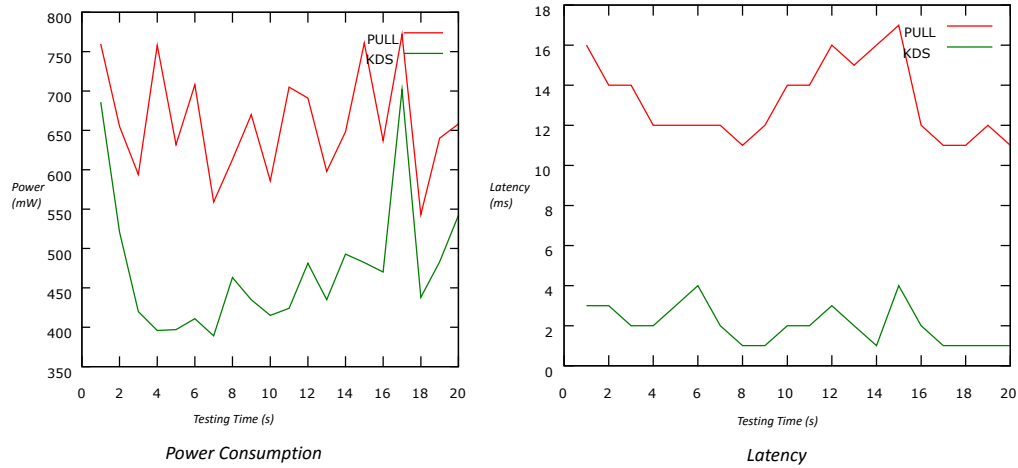 800
750
700
650
600
550
500
450
400
350
Power
(mW)
PULL
KDS
0 2 4 6 8 10 12 14 16 18 20
Testing Time (s)
Power Consumption
18
16
14
12
10
8
6
4
2
0
Latency
(ms)
PULL
KDS
0 2 4 6 8 10 12 14 16 18 20
Testing Time (s)
Latency